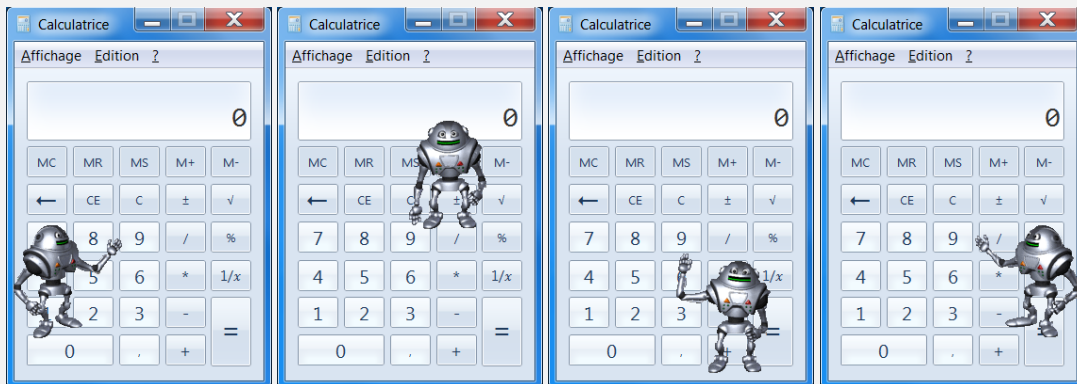 Calculatrice
Affichage Edition ?
0
MC MR MS M+ M-
← CE C ± √
8 9 / %
5 6 * 1/x
2 3 -
=
0 , +
Calculatrice
Affichage Edition ?
0
MC MR MS M-
← CE C ± √
7 8 9 / %
4 5 6 * 1/x
1 2 3 -
=
0 , +
Calculatrice
Affichage Edition ?
0
MC MR MS M+ M-
← CE C ± √
7 8 9 / %
4 5 1/x
1 2 3
=
0 , +
Calculatrice
Affichage Edition ?
0
MC MR MS M+ M-
← CE C ± √
7 8 9 /
4 5 6 *
1 2 3 -
0 , +